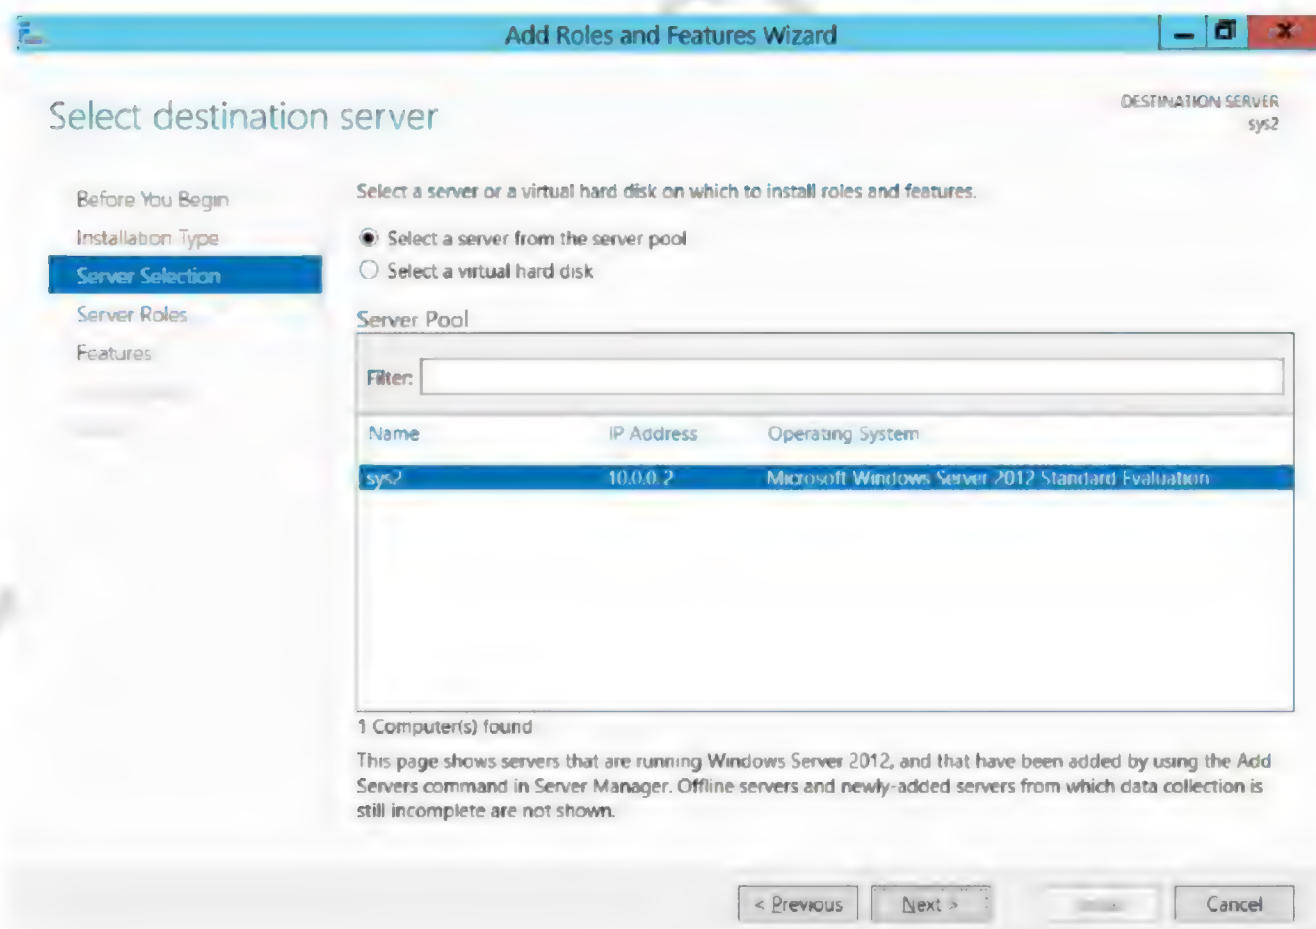 Add Roles and Features Wizard
Select destination server
DESTINATION SERVER
sys2
Before You Begin
Installation Type
Server Selection
Server Roles
Features
Select a server or a virtual hard disk on which to install roles and features.
Select a server from the server pool
Select a virtual hard disk
Server Pool
Filter:
Name IP Address Operating System
sys2 10.0.0.2 Microsoft Windows Server 2012 Standard Evaluation
1 Computer(s) found
This page shows servers that are running Windows Server 2012, and that have been added by using the Add
Servers command in Server Manager. Offline servers and newly-added servers from which data collection is
still incomplete are not shown.
< Previous Next > Cancel